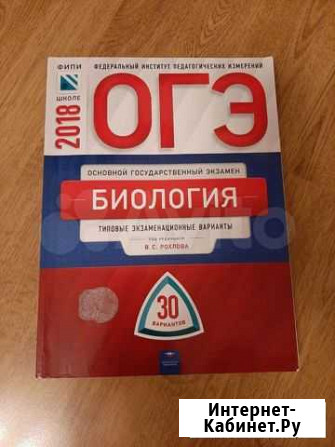 ФИПИ
ШКОЛЕ
2018
ФЕДЕРАЛЬНЫЙ ИНСТИТУТ ПЕДАГОГИЧЕСКИХ ИЗМЕРЕНИЙ
ОГЭ
ОСНОВНОЙ ГОСУДАРСТВЕННЫЙ ЭКЗАМЕН
БИОЛОГИЯ
ТИПОВЫЕ ЭКЗАМЕНАЦИОННЫЕ ВАРИАНТЫ
В. С. РОХЛОВА
30
ВАРИАНТОВ
Интернет-
Кабинет.Ру